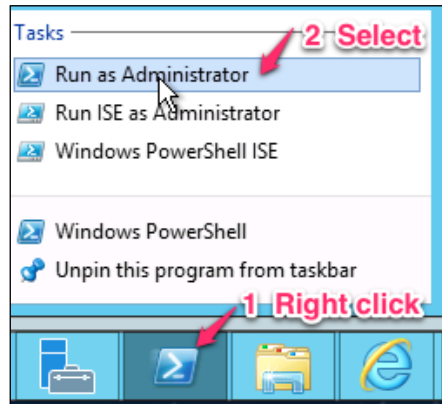 Tasks
2 Select
Run as Administrator
Run ISE as Administrator
Windows PowerShell ISE
Windows PowerShell
Unpin this program from taskbar
1 Right click